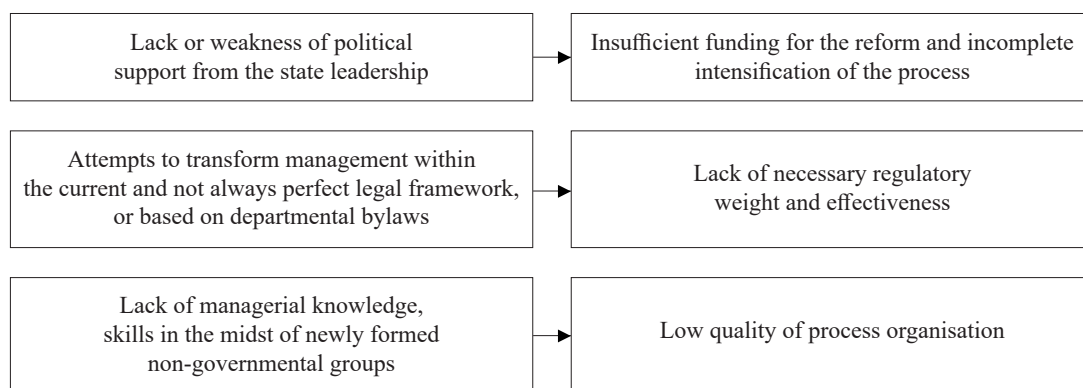 Lack or weakness of political
support from the state leadership
Insufficient funding for the reform and incomplete
intensification of the process
Attempts to transform management within
the current and not always perfect legal framework,
or based on departmental bylaws
Lack of necessary regulatory
weight and effectiveness
Lack of managerial knowledge,
skills in the midst of newly formed
non-governmental groups
Low quality of process organisation